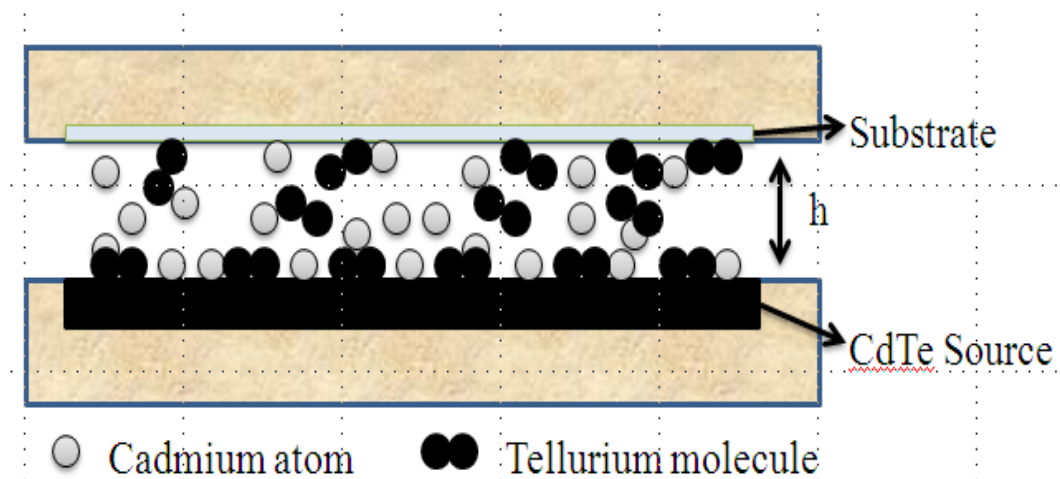 Substrate
h
CdTe Source
Cadmium atom
Tellurium molecule